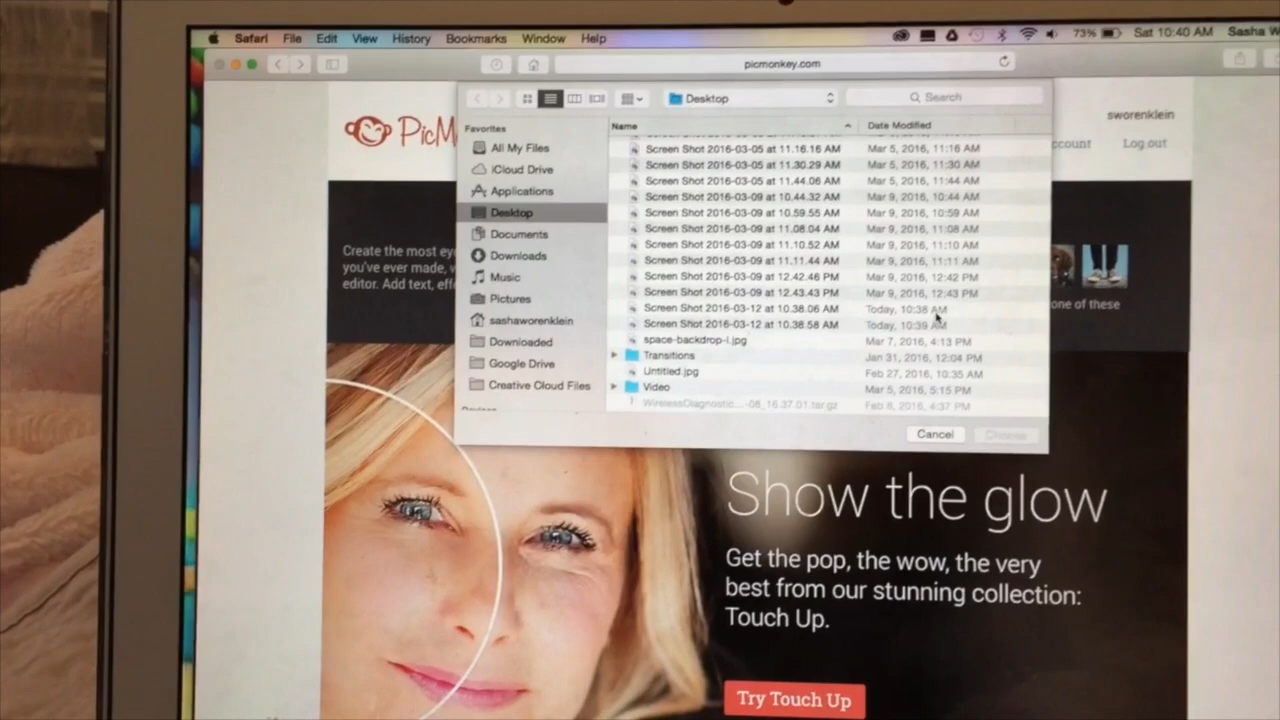 Safari File Edit View History Bookmarks Window Help 73% Sat 10:40 AM Sasha W
picmonkey.com
Desktop Search
PicM
sworenklein
Log out
Favorites
All My Files
iCloud Drive
Applications
Desktop
Documents
Downloads
Music
Pictures
sashaworenklein
Downloaded
Google Drive
Creative Cloud Files
Name Date Modified
Screen Shot 2016-03-05 at 11.16.16 AM Mar 5, 2016, 11:16 AM
Screen Shot 2016-03-05 at 11.30.29 AM Mar 5, 2016, 11:30 AM
Screen Shot 2016-03-05 at 11.44.06 AM Mar 5, 2016, 11:44 AM
Screen Shot 2016-03-09 at 10.44.32 AM Mar 9, 2016, 10:44 AM
Screen Shot 2016-03-09 at 10.59.55 AM Mar 9, 2016, 10:59 AM
Screen Shot 2016-03-09 at 11.08.04 AM Mar 9, 2016, 11:08 AM
Screen Shot 2016-03-09 at 11.10.52 AM Mar 9, 2016, 11:10 AM
Screen Shot 2016-03-09 at 11.11.44 AM Mar 9, 2016, 11:11 AM
Screen Shot 2016-03-09 at 12.42.46 PM Mar 9, 2016, 12:42 PM
Screen Shot 2016-03-09 at 12.43.43 PM Mar 9, 2016, 12:43 PM
Screen Shot 2016-03-12 at 10.38.06 AM Today, 10:38 AM
Screen Shot 2016-03-12 at 10.38.58 AM Today, 10:39 AM
space-backdrop-l.jpg Mar 7, 2016, 4:13 PM
Transitions Jan 31, 2016, 12:04 PM
Untitled.jpg Feb 27, 2016, 10:35 AM
Video Mar 5, 2016, 5:15 PM
WirelessDiagnostic...-08_16.37.01.tar.gz Feb 8, 2016, 4:37 PM
Cancel Choose
Create the most ey
you've ever made, w
editor. Add text, eff
one of these
Show the glow
Get the pop, the wow, the very
best from our stunning collection:
Touch Up.
Try Touch Up